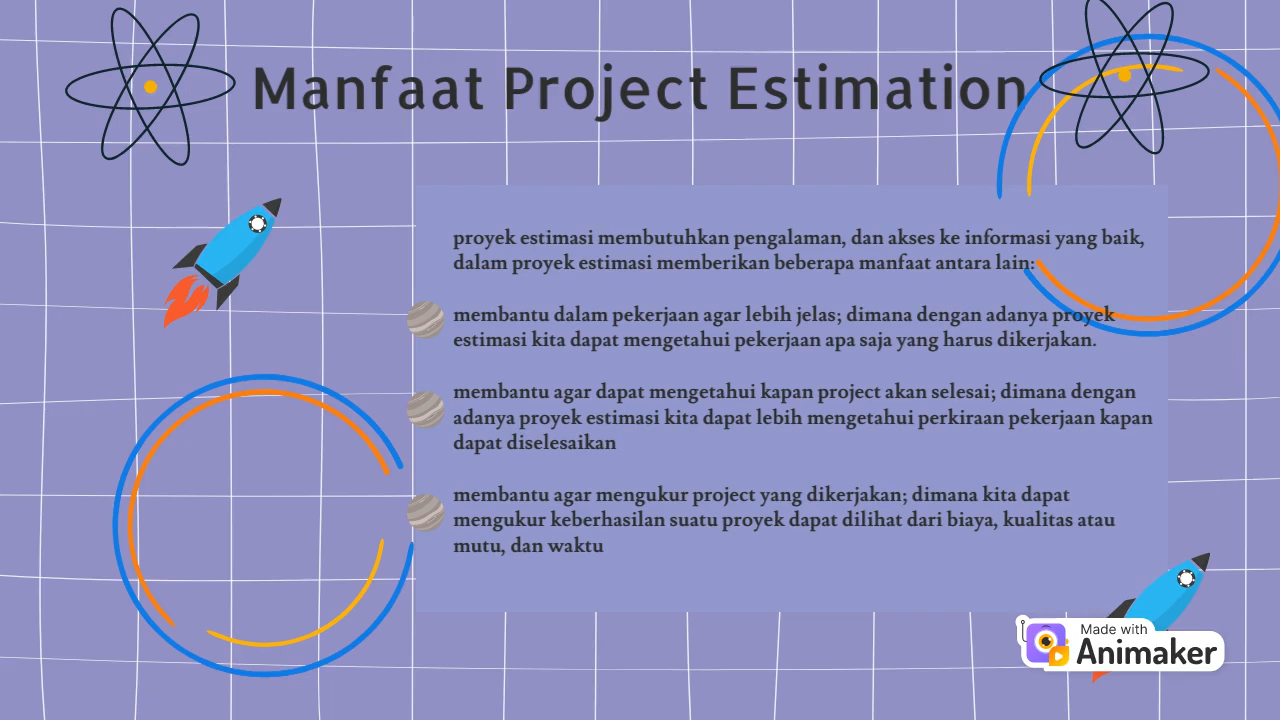 Manfaat Project Estimation
proyek estimasi membutuhkan pengalaman, dan akses ke informasi yang baik,
dalam proyek estimasi memberikan beberapa manfaat antara lain:
membantu dalam pekerjaan agar lebih jelas; dimana dengan adanya proyek
estimasi kita dapat mengetahui pekerjaan apa saja yang harus dikerjakan.
membantu agar dapat mengetahui kapan project akan selesai; dimana dengan
adanya proyek estimasi kita dapat lebih mengetahui perkiraan pekerjaan kapan
dapat diselesaikan
membantu agar mengukur project yang dikerjakan; dimana kita dapat
mengukur keberhasilan suatu proyek dapat dilihat dari biaya, kualitas atau
mutu, dan waktu
Made with
Animaker